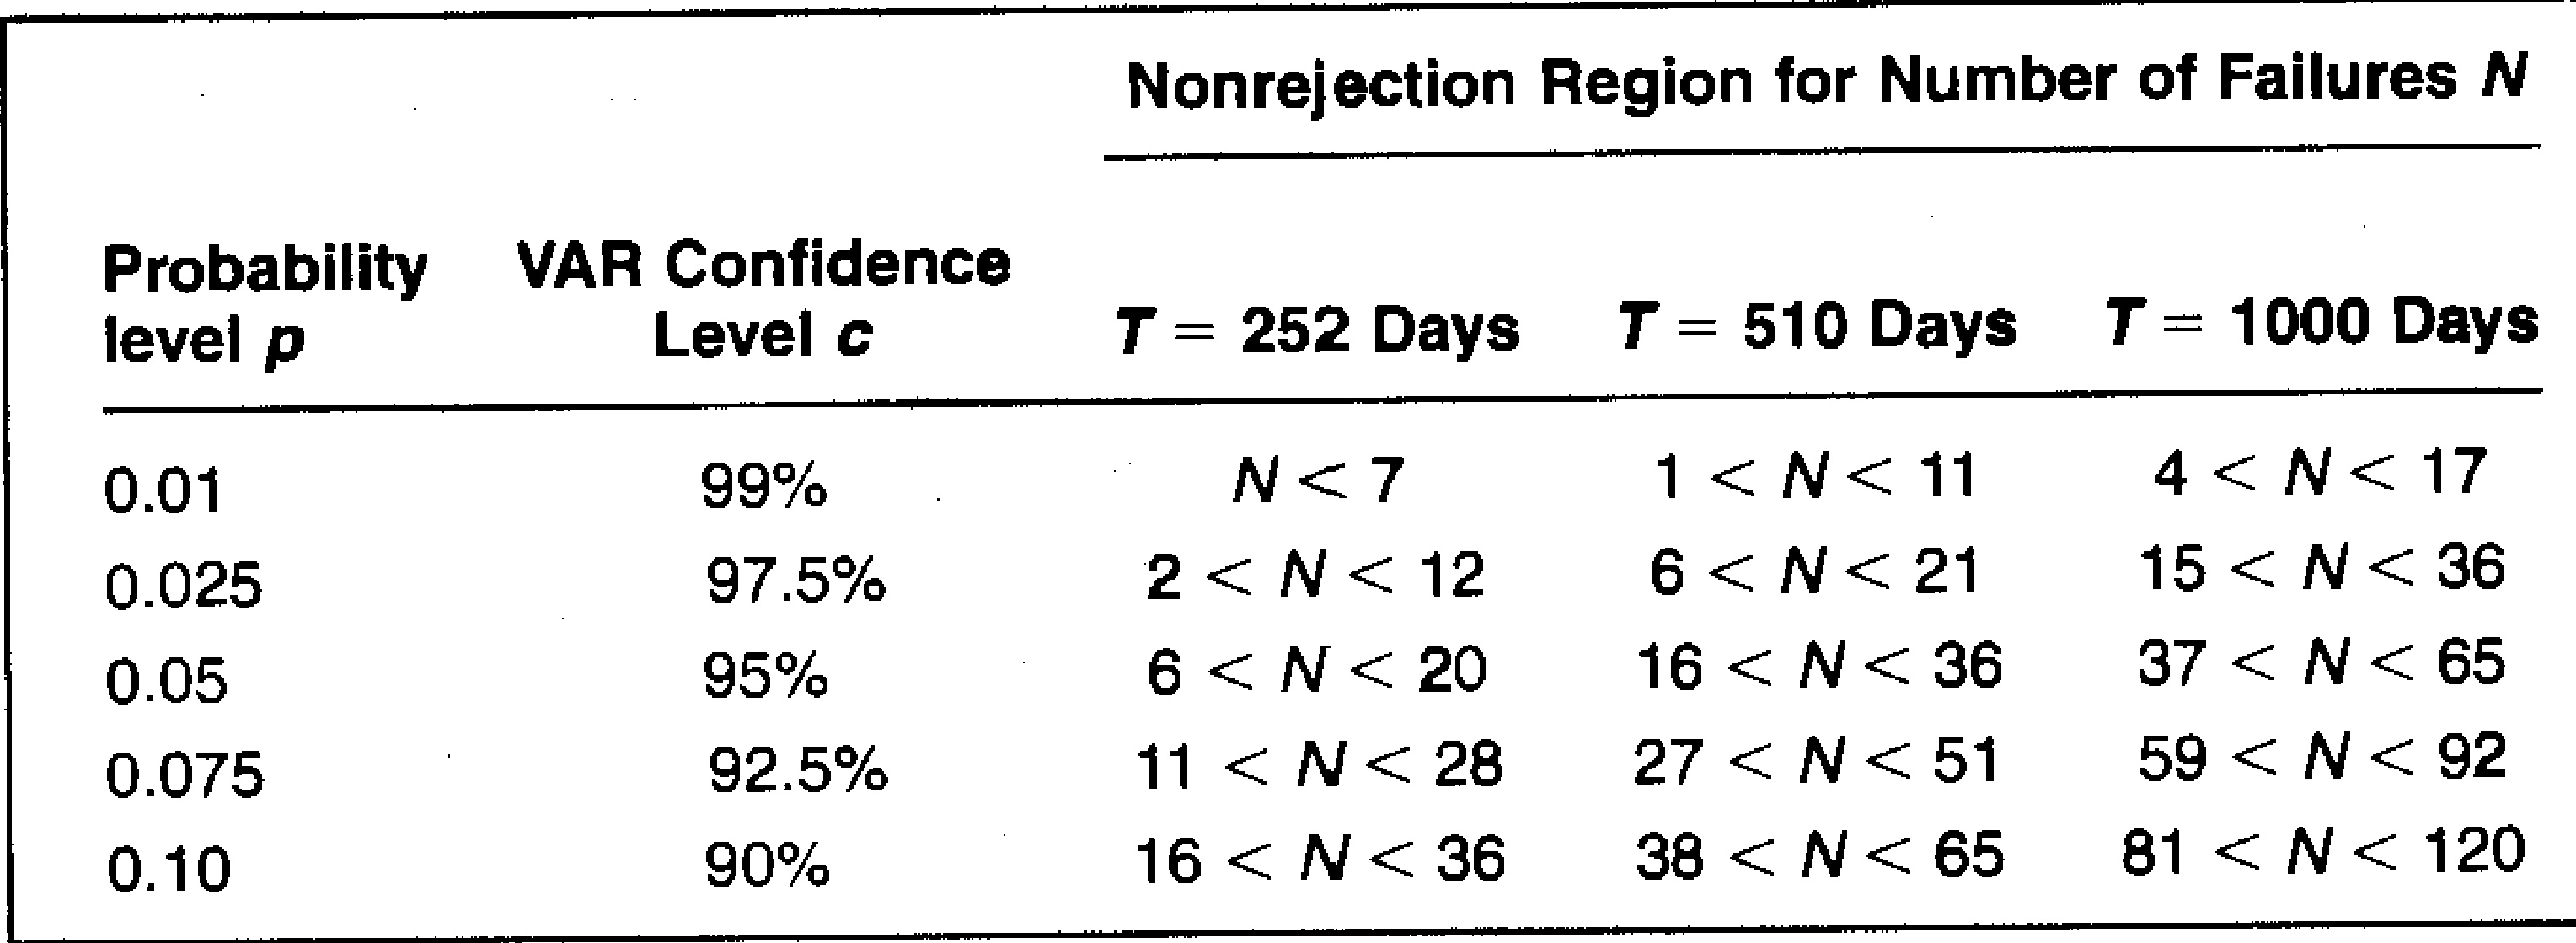 Nonrejection Region for Number of Failures N
Probability level p VAR Confidence Level c T = 252 Days T = 510 Days T = 1000 Days
0.01 99% N < 7 1 < N < 11 4 < N < 17
0.025 97.5% 2 < N < 12 6 < N < 21 15 < N < 36
0.05 95% 6 < N < 20 16 < N < 36 37 < N < 65
0.075 92.5% 11 < N < 28 27 < N < 51 59 < N < 92
0.10 90% 16 < N < 36 38 < N < 65 81 < N < 120